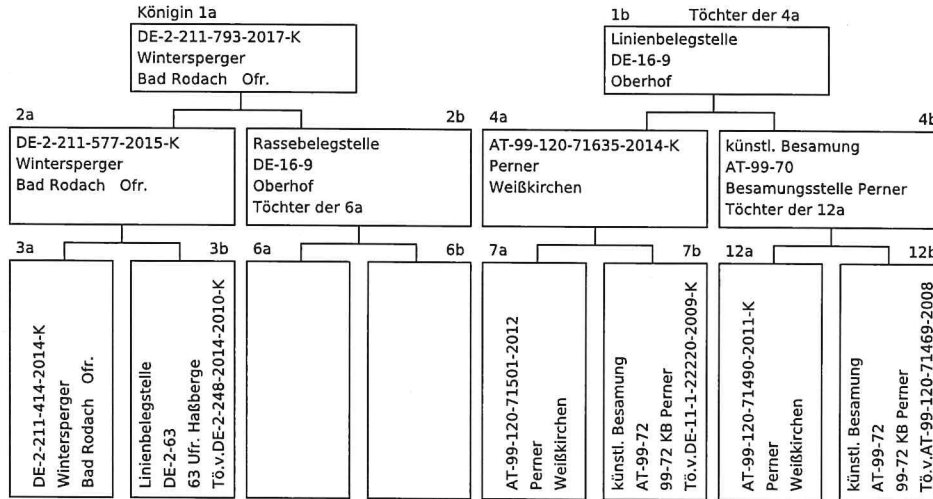 Königin 1a
DE-2-211-793-2017-K
Wintersperger
Bad Rodach Ofr.
1b Töchter der 4a
Linienbelegstelle
DE-16-9
Oberhof
2a
DE-2-211-577-2015-K
Wintersperger
Bad Rodach Ofr.
2b
Rassebelegstelle
DE-16-9
Oberhof
Töchter der 6a
4a
AT-99-120-71635-2014-K
Perner
Weißkirchen
4b
künstl. Besamung
AT-99-70
Besamungsstelle Perner
Töchter der 12a
3a
DE-2-211-414-2014-K
Wintersperger
Bad Rodach Ofr.
3b
Linienbelegstelle
DE-2-63
63 Ufr. Haßberge
Tö.v.DE-2-248-2014-2010-K
6a
6b
7a
AT-99-120-71501-2012
Perner
Weißkirchen
7b
künstl. Besamung
AT-99-72
99-72 KB Perner
Tö.v.DE-11-1-22220-2009-K
12a
AT-99-120-71490-2011-K
Perner
Weißkirchen
12b
künstl. Besamung
AT-99-72
99-72 KB Perner
Tö.v.AT-99-120-71469-2008